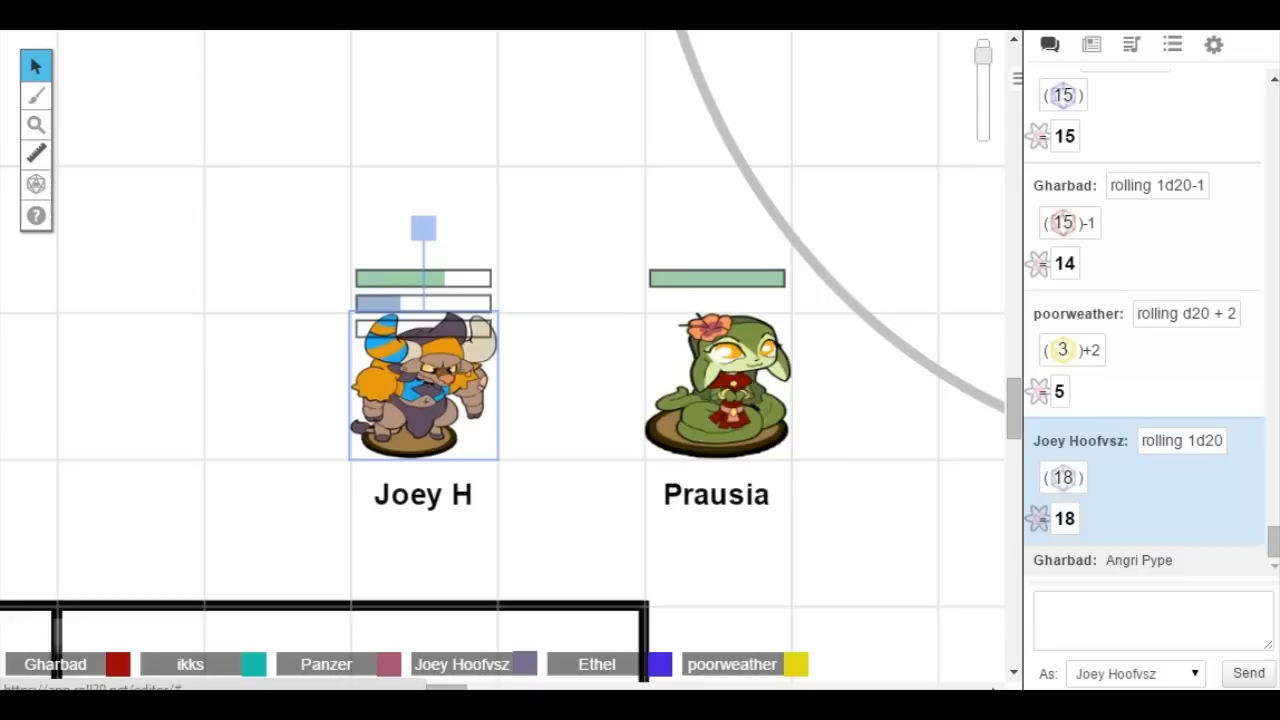 (15)
= 15
Gharbad: rolling 1d20-1
(15)-1
= 14
poorweather: rolling d20 + 2
(3)+2
= 5
Joey Hoofvsz: rolling 1d20
(18)
= 18
Gharbad: Angri Pype
As: Joey Hoofvsz Send
Joey H
Prausia
Gharbad ikks Panzer Joey Hoofvsz Ethel poorweather